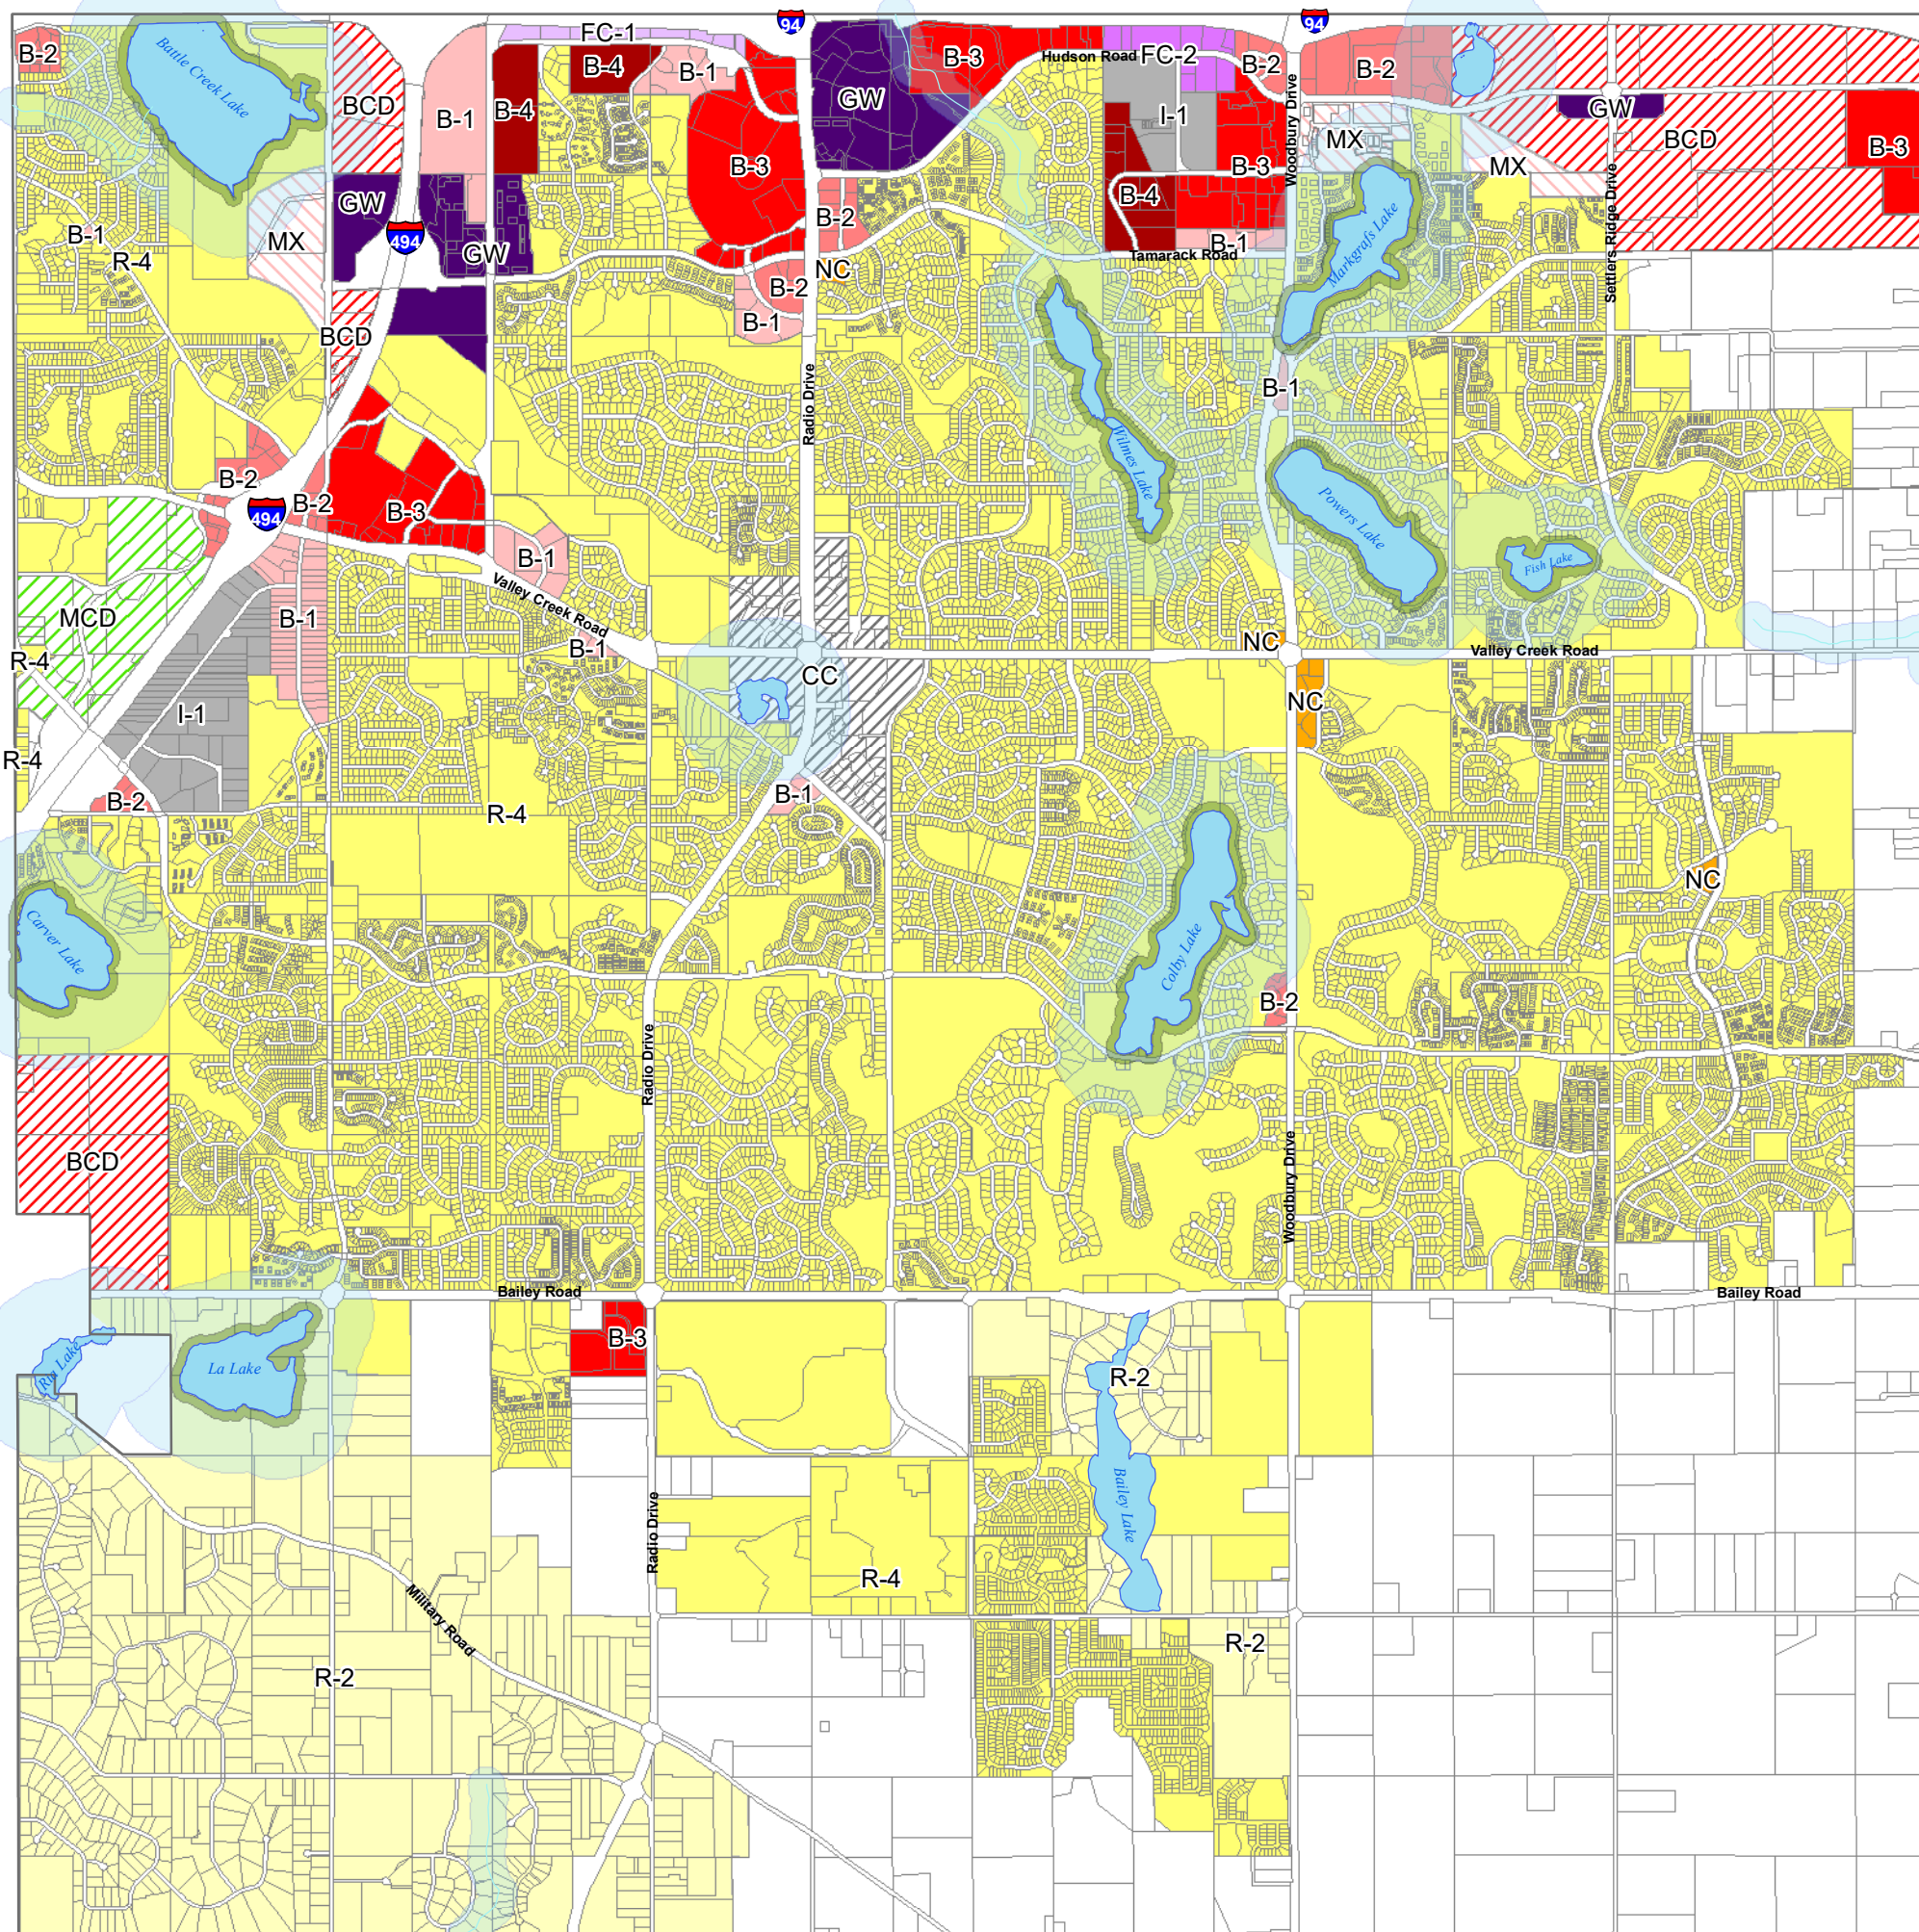 94
94
FC-1
B-2
Battle Creek Lake
BCD
B-1
B-4
B-4
B-1
GW
B-3
Hudson Road
FC-2
B-2
B-2
I-1
Woodbury Drive
MX
GW
BCD
B-3
B-3
B-3
MX
B-4
GW
494
GW
MX
B-1
R-4
B-2
B-1
Tamarack Road
Markgrafs Lake
Settlers Ridge Drive
NC
B-2
B-1
BCD
Radio Drive
B-1
Wilmes Lake
Powers Lake
Fish Lake
B-2
B-2
494
B-3
B-1
Valley Creek Road
MCD
B-1
B-1
R-4
NC
Valley Creek Road
CC
NC
I-1
R-4
B-2
B-1
R-4
NC
Carver Lake
Colby Lake
B-2
Radio Drive
BCD
Woodbury Drive
Bailey Road
Bailey Road
B-3
Ria Lake
La Lake
R-2
Bailey Lake
Radio Drive
R-4
Military Road
R-2
R-2